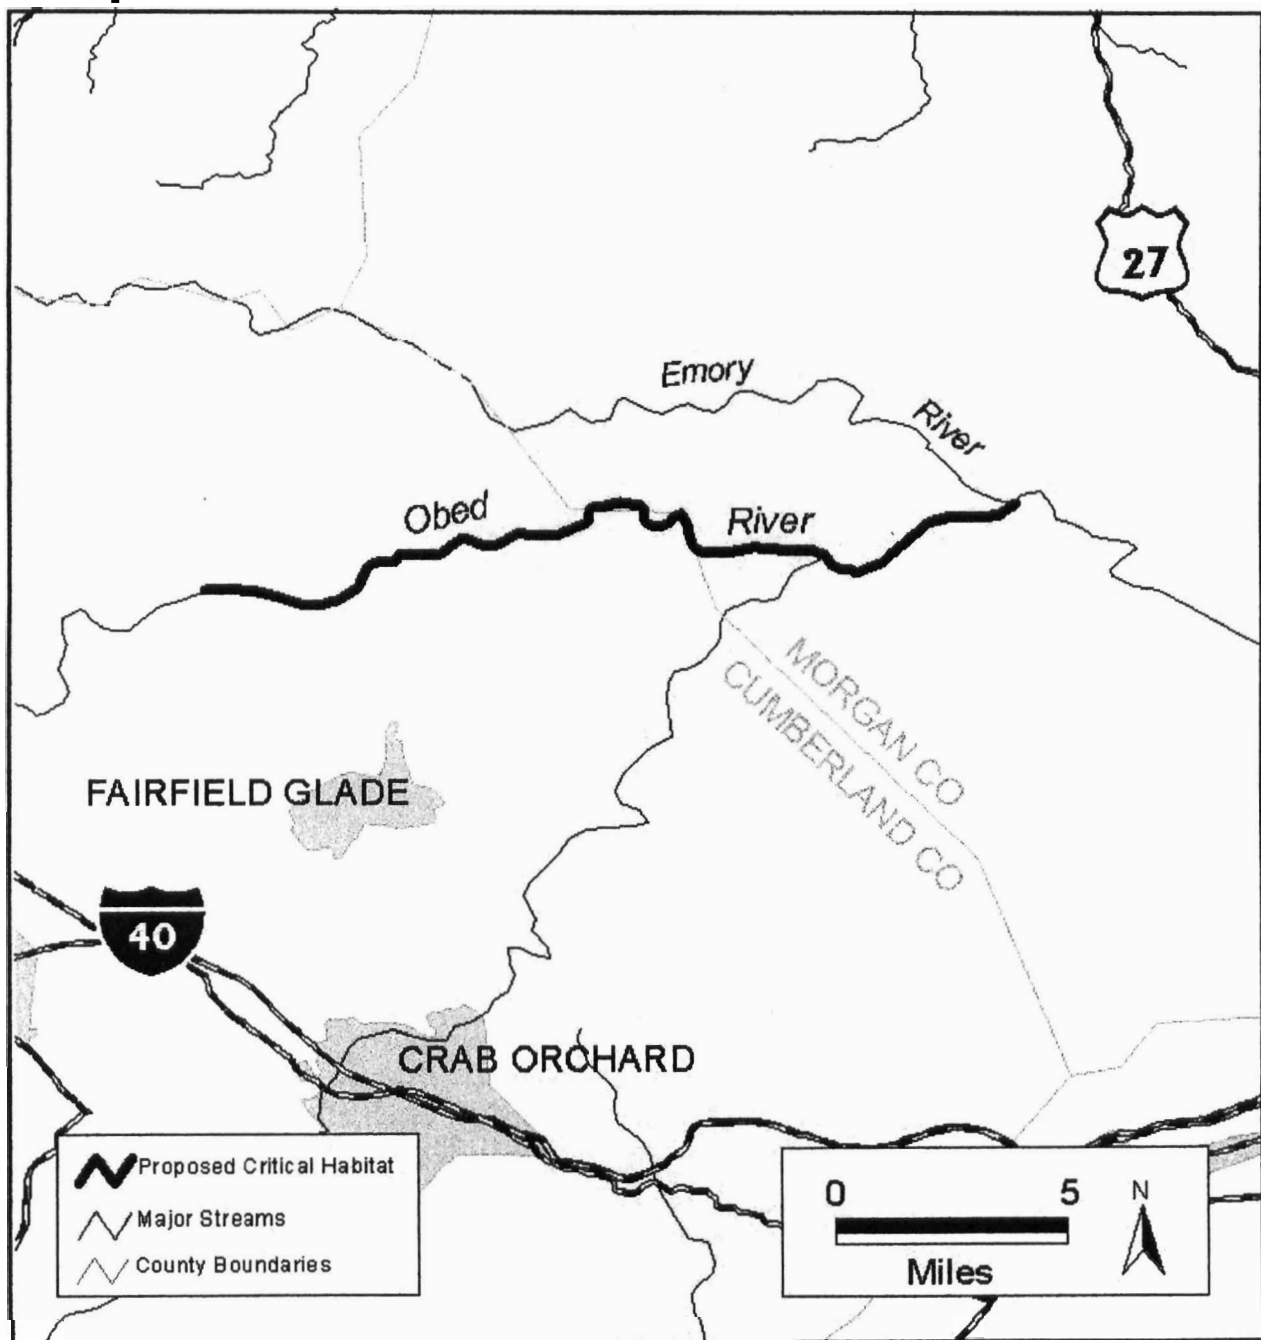 27
Emory
River
Obed
River
MORGAN CO
CUMBERLAND CO
FAIRFIELD GLADE
40
CRAB ORCHARD
Proposed Critical Habitat
Major Streams
County Boundaries
0 5
Miles
N